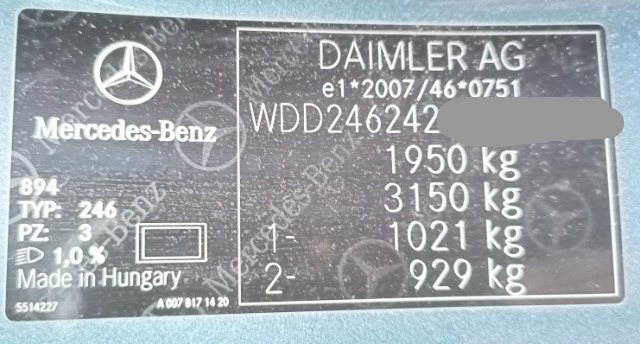 Mercedes-Benz
894
TYP: 246
PZ: 3
1,0 %
Made in Hungary
5514227
A 007 817 14 20
DAIMLER AG
e1*2007/46*0751
WDD246242
1950 kg
3150 kg
1- 1021 kg
2- 929 kg